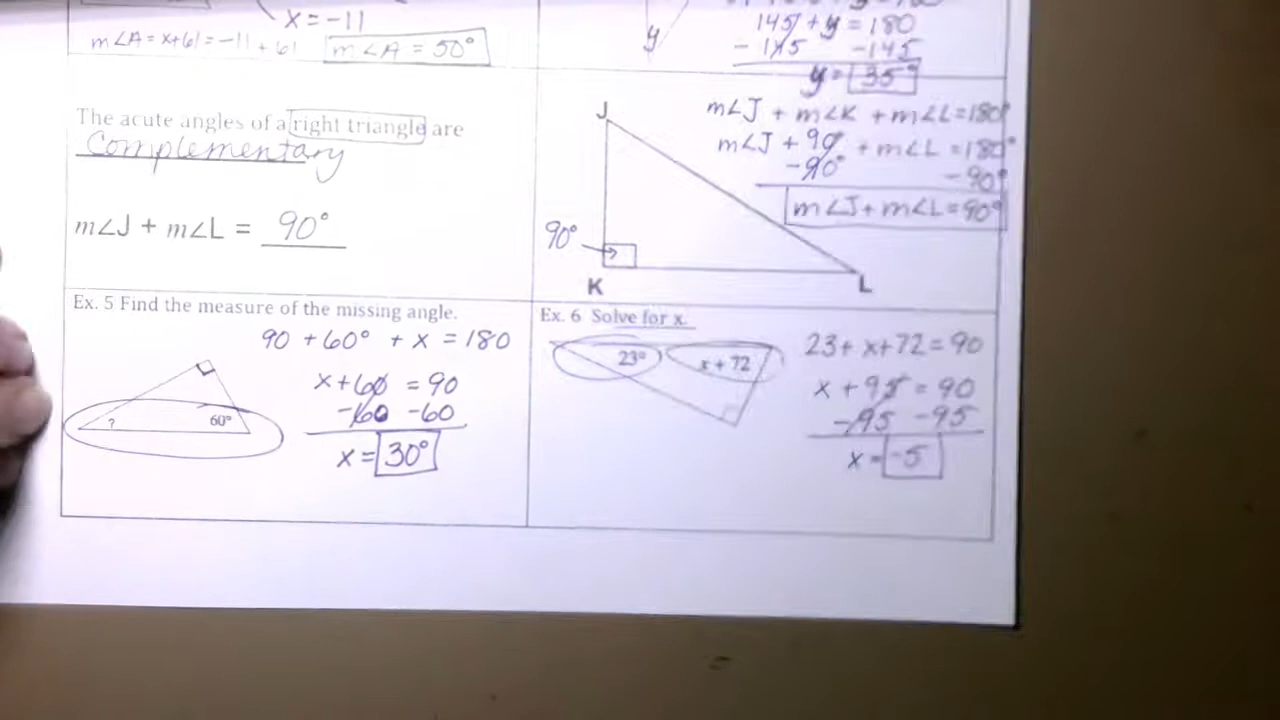 x = -11
m∠A = x+61 = -11 + 61 m∠A = 50°
y
145 + y = 180
- 145 -145
y = 35°
The acute angles of a right triangle are
Complementary
m∠J + m∠L = 90°
J
90°
K
L
m∠J + m∠K + m∠L = 180°
m∠J + 90° + m∠L = 180°
-90° -90°
m∠J + m∠L = 90°
Ex. 5 Find the measure of the missing angle.
90 + 60° + x = 180
x + 60 = 90
-60 -60
x = 30°
?
60°
Ex. 6 Solve for x.
23°
x + 72
23 + x + 72 = 90
x + 95 = 90
-95 -95
x = -5